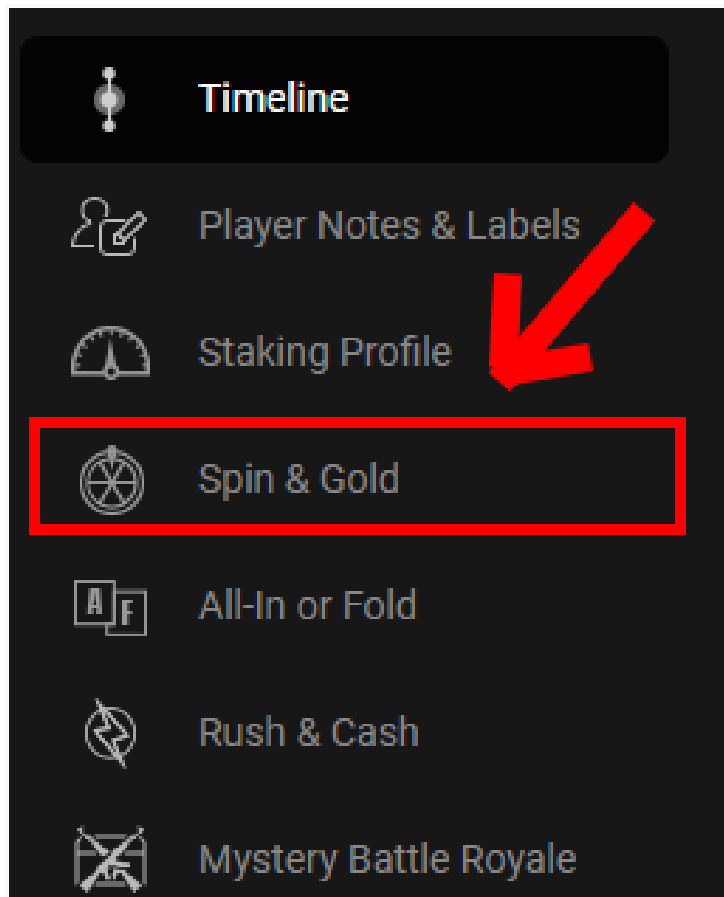 Timeline
Player Notes & Labels
Staking Profile
Spin & Gold
A F
All-In or Fold
Rush & Cash
Mystery Battle Royale